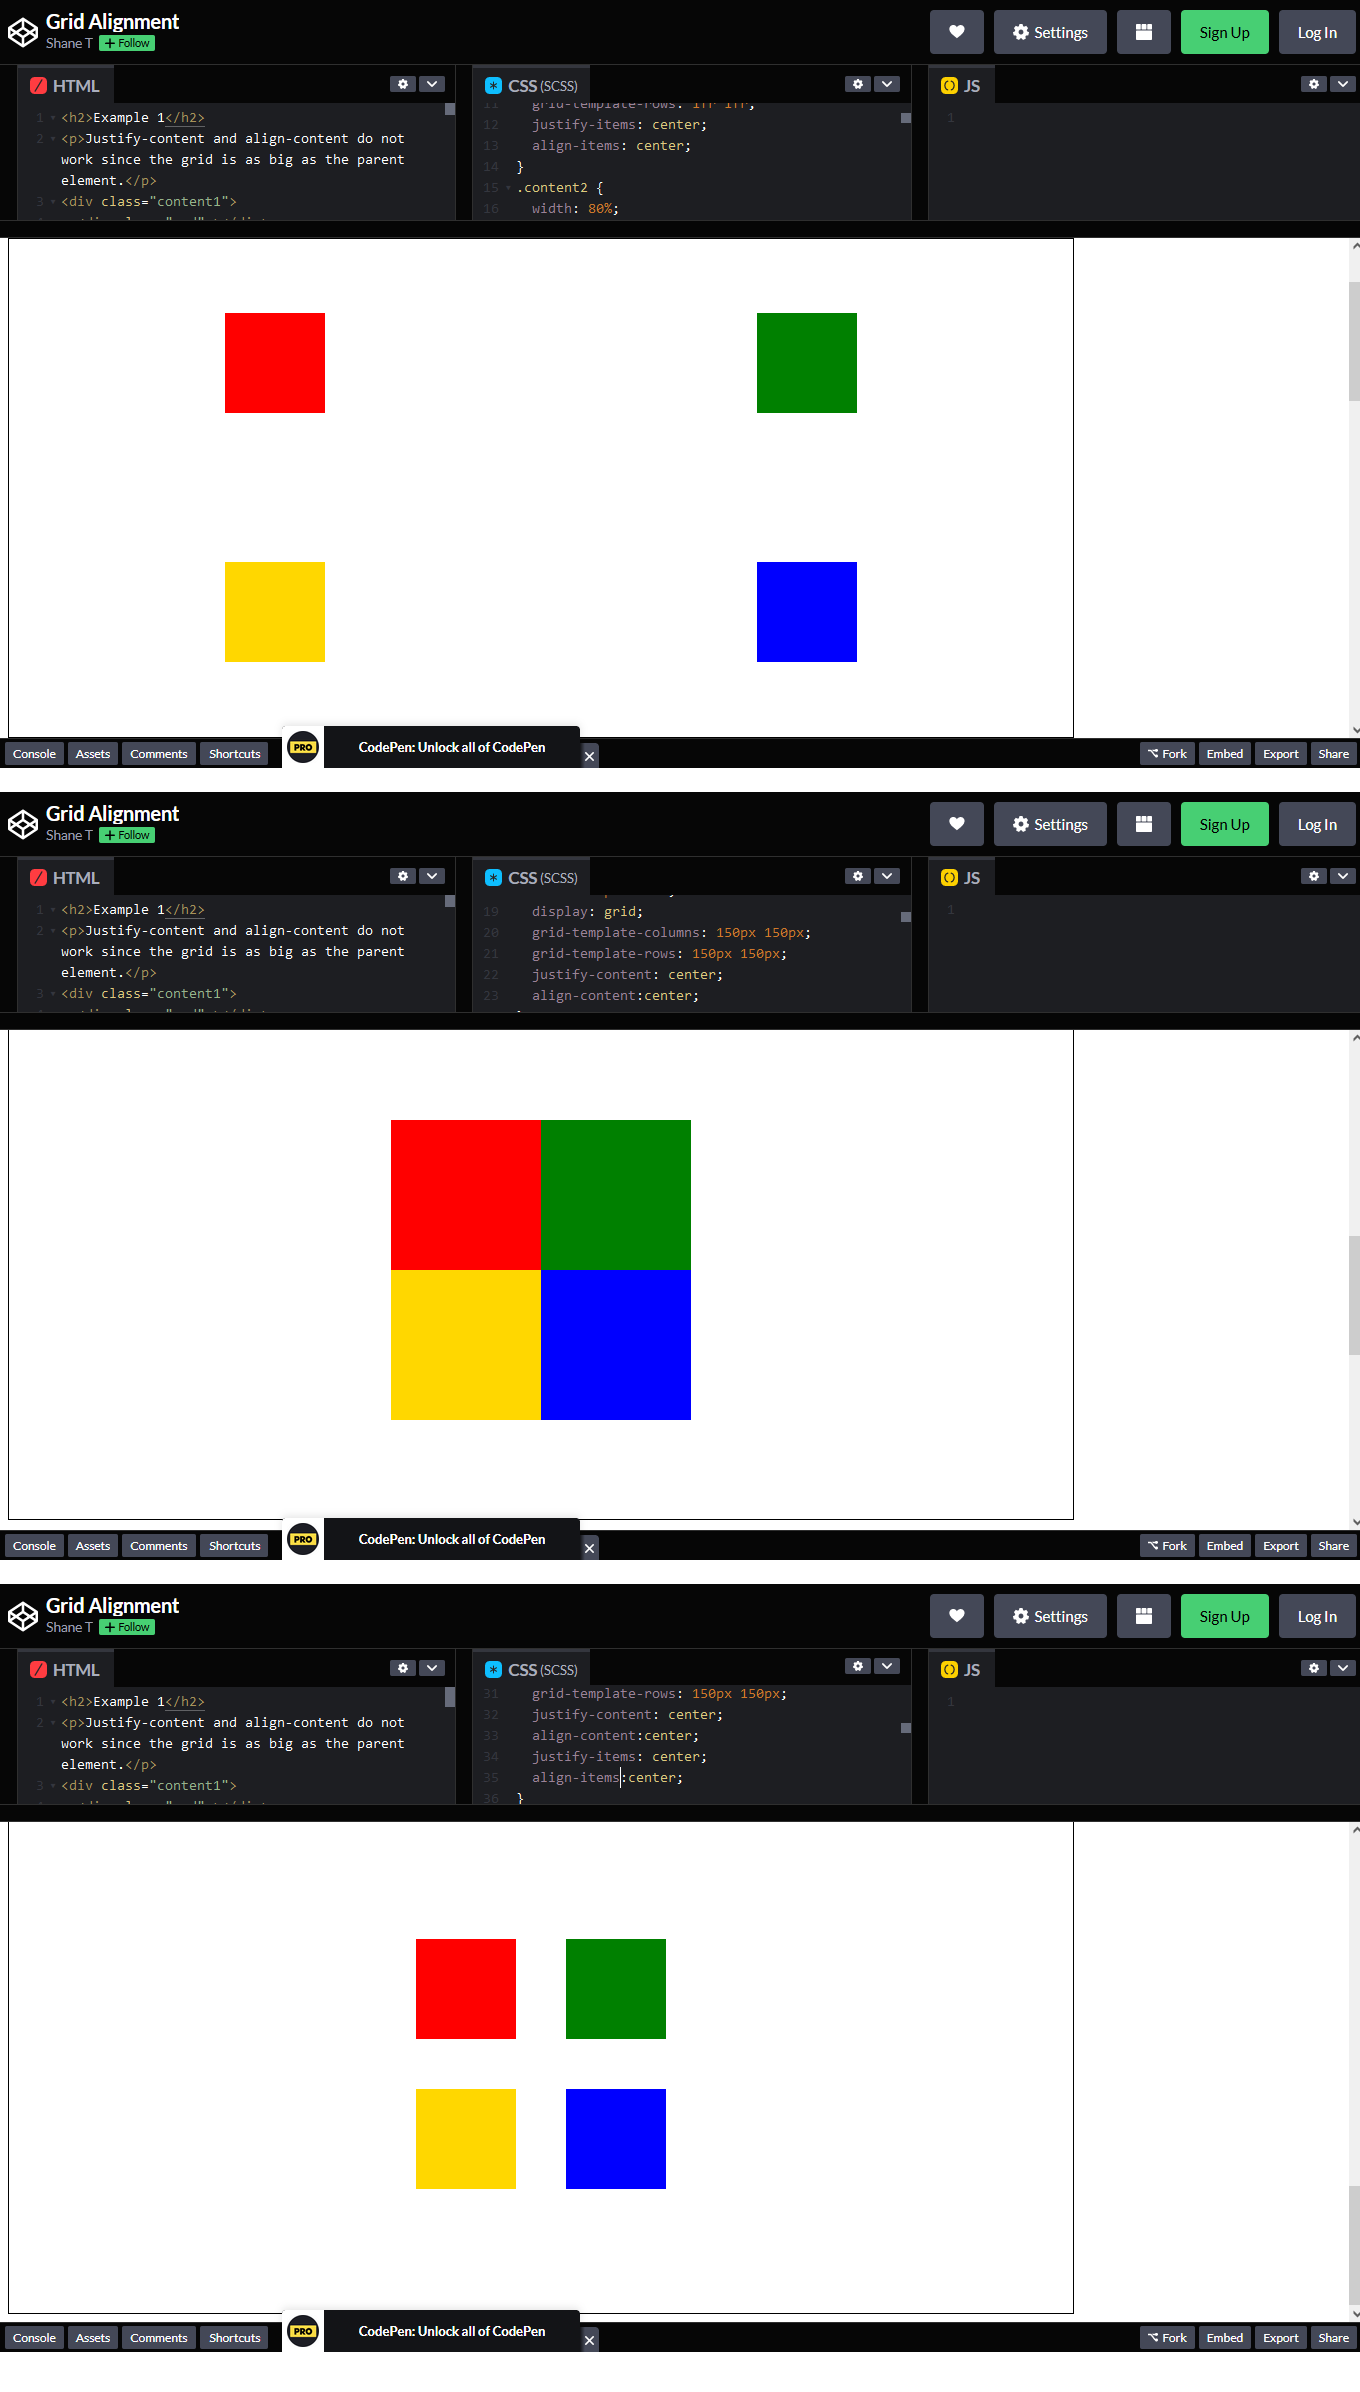 Grid Alignment
Shane T + Follow
Settings
Sign Up
Log In
HTML
CSS (SCSS)
JS
1 <h2>Example 1</h2>
2 <p>Justify-content and align-content do not
work since the grid is as big as the parent
element.</p>
3 <div class="content1">
11 grid-template-rows: 1fr 1fr;
12 justify-items: center;
13 align-items: center;
14 }
15 .content2 {
16 width: 80%;
1
Console
Assets
Comments
Shortcuts
PRO
CodePen: Unlock all of CodePen
Fork
Embed
Export
Share
Grid Alignment
Shane T + Follow
Settings
Sign Up
Log In
HTML
CSS (SCSS)
JS
1 <h2>Example 1</h2>
2 <p>Justify-content and align-content do not
work since the grid is as big as the parent
element.</p>
3 <div class="content1">
19 display: grid;
20 grid-template-columns: 150px 150px;
21 grid-template-rows: 150px 150px;
22 justify-content: center;
23 align-content:center;
1
Console
Assets
Comments
Shortcuts
PRO
CodePen: Unlock all of CodePen
Fork
Embed
Export
Share
Grid Alignment
Shane T + Follow
Settings
Sign Up
Log In
HTML
CSS (SCSS)
JS
1 <h2>Example 1</h2>
2 <p>Justify-content and align-content do not
work since the grid is as big as the parent
element.</p>
3 <div class="content1">
31 grid-template-rows: 150px 150px;
32 justify-content: center;
33 align-content:center;
34 justify-items: center;
35 align-items:center;
36 }
1
Console
Assets
Comments
Shortcuts
PRO
CodePen: Unlock all of CodePen
Fork
Embed
Export
Share